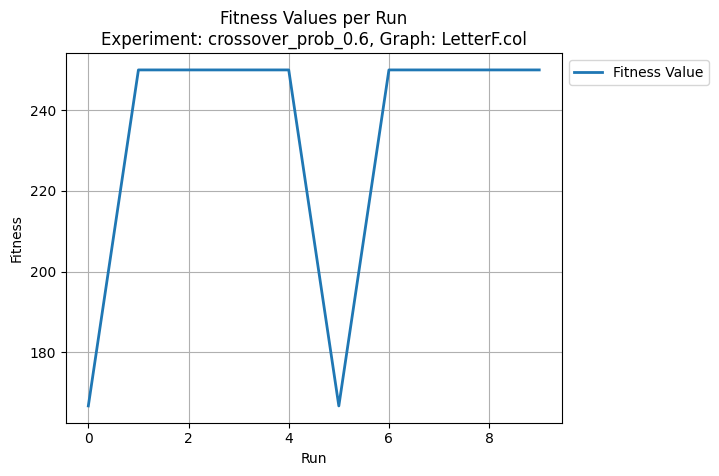 Fitness Values per Run
Experiment: crossover_prob_0.6, Graph: LetterF.col
Fitness Value
240
220
200
180
Fitness
0 2 4 6 8
Run